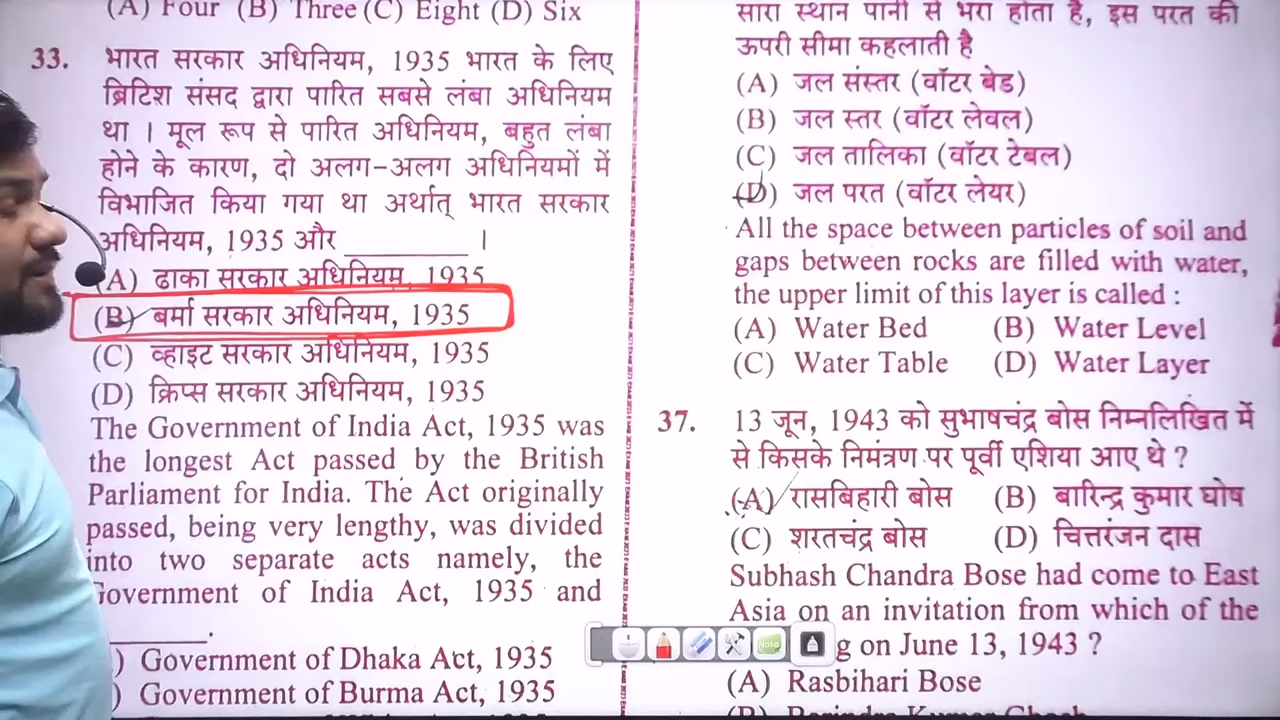 (A) Four (B) Three (C) Eight (D) Six
33. भारत सरकार अधिनियम, 1935 भारत के लिए
ब्रिटिश संसद द्वारा पारित सबसे लंबा अधिनियम
था । मूल रूप से पारित अधिनियम, बहुत लंबा
होने के कारण, दो अलग-अलग अधिनियमों में
विभाजित किया गया था अर्थात् भारत सरकार
अधिनियम, 1935 और __________ ।
(A) ढाका सरकार अधिनियम, 1935
(B) बर्मा सरकार अधिनियम, 1935
(C) व्हाइट सरकार अधिनियम, 1935
(D) क्रिप्स सरकार अधिनियम, 1935
The Government of India Act, 1935 was
the longest Act passed by the British
Parliament for India. The Act originally
passed, being very lengthy, was divided
into two separate acts namely, the
Government of India Act, 1935 and
________.
) Government of Dhaka Act, 1935
) Government of Burma Act, 1935
सारा स्थान पानी से भरा होता है, इस परत की
ऊपरी सीमा कहलाती है
(A) जल संस्तर (वॉटर बेड)
(B) जल स्तर (वॉटर लेवल)
(C) जल तालिका (वॉटर टेबल)
(D) जल परत (वॉटर लेयर)
All the space between particles of soil and
gaps between rocks are filled with water,
the upper limit of this layer is called :
(A) Water Bed (B) Water Level
(C) Water Table (D) Water Layer
37. 13 जून, 1943 को सुभाषचंद्र बोस निम्नलिखित में
से किसके निमंत्रण पर पूर्वी एशिया आए थे ?
(A) रासबिहारी बोस (B) बारिन्द्र कुमार घोष
(C) शरतचंद्र बोस (D) चित्तरंजन दास
Subhash Chandra Bose had come to East
Asia on an invitation from which of the
g on June 13, 1943 ?
(A) Rasbihari Bose